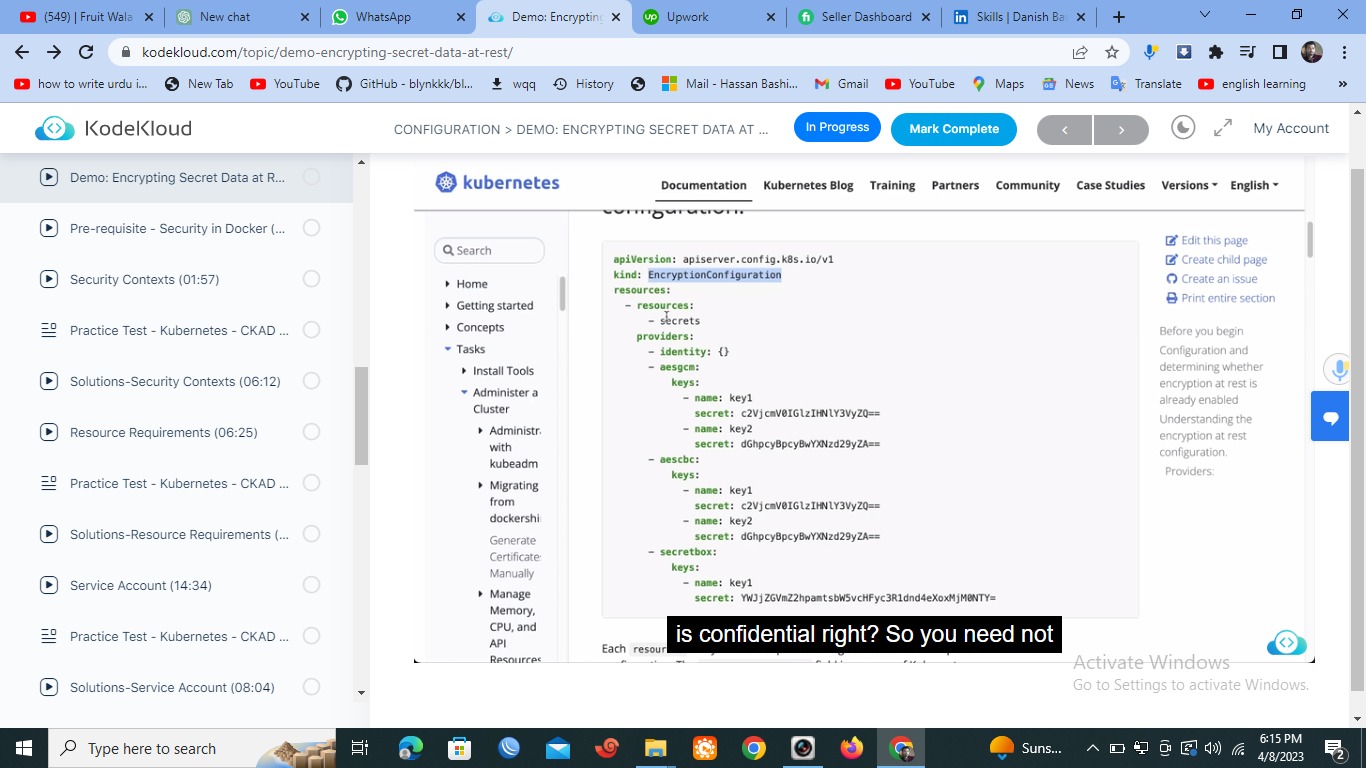 (549) Fruit Wala
New chat
WhatsApp
Demo: Encrypting
Upwork
Seller Dashboard
Skills | Danish Ba
kodekloud.com/topic/demo-encrypting-secret-data-at-rest/
how to write urdu i...
New Tab
YouTube
GitHub - blynkkk/bl...
wqq
History
Mail - Hassan Bashi...
Gmail
YouTube
Maps
News
Translate
english learning
»
KodeKloud
CONFIGURATION > DEMO: ENCRYPTING SECRET DATA AT ...
In Progress
Mark Complete
My Account
Demo: Encrypting Secret Data at R...
Pre-requisite - Security in Docker (...
Security Contexts (01:57)
Practice Test - Kubernetes - CKAD ...
Solutions-Security Contexts (06:12)
Resource Requirements (06:25)
Practice Test - Kubernetes - CKAD ...
Solutions-Resource Requirements (...
Service Account (14:34)
Practice Test - Kubernetes - CKAD ...
Solutions-Service Account (08:04)
kubernetes
Documentation
Kubernetes Blog
Training
Partners
Community
Case Studies
Versions
English
configuration.
Search
Home
Getting started
Concepts
Tasks
Install Tools
Administer a
Cluster
Administr
with
kubeadm
Migrating
from
dockershi
Generate
Certificate
Manually
Manage
Memory,
CPU, and
API
Resources
apiVersion: apiserver.config.k8s.io/v1
kind: EncryptionConfiguration
resources:
- resources:
- secrets
providers:
- identity: {}
- aesgcm:
keys:
- name: key1
secret: c2VjcmV0IGlzIHNlY3VyZQ==
- name: key2
secret: dGhpcyBpcyBwYXNzd29yZA==
- aescbc:
keys:
- name: key1
secret: c2VjcmV0IGlzIHNlY3VyZQ==
- name: key2
secret: dGhpcyBpcyBwYXNzd29yZA==
- secretbox:
keys:
- name: key1
secret: YWJjZGVmZ2hpamtsbW5vcHFyc3R1dnd4eXoxMjM0NTY=
Each resour
Edit this page
Create child page
Create an issue
Print entire section
Before you begin
Configuration and
determining whether
encryption at rest is
already enabled
Understanding the
encryption at rest
configuration.
Providers:
is confidential right? So you need not
Activate Windows
Go to Settings to activate Windows.
Type here to search
Suns...
6:15 PM
4/8/2023
2